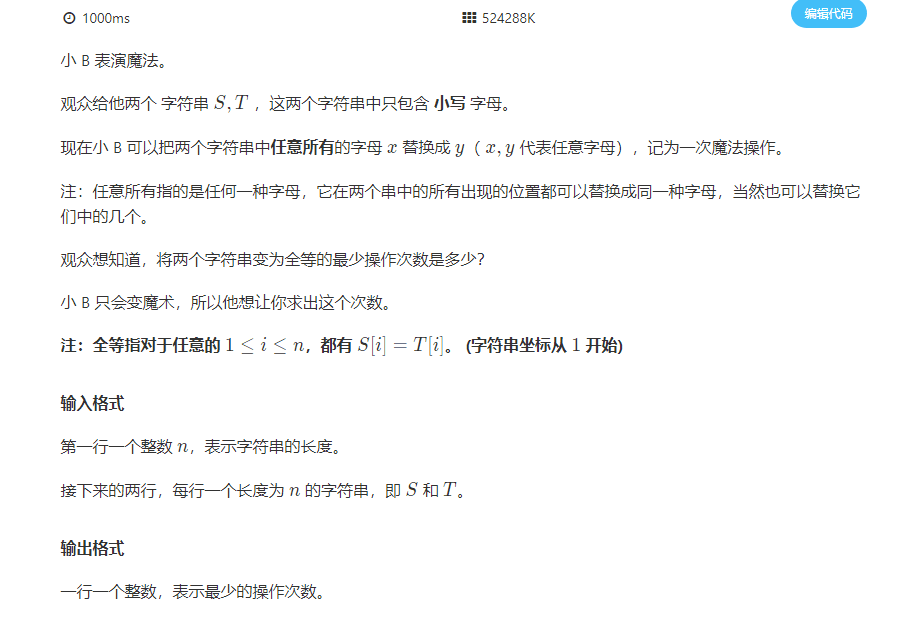 1000ms
524288K
编辑代码
小 B 表演魔法。
观众给他两个 字符串 S, T ，这两个字符串中只包含 小写 字母。
现在小 B 可以把两个字符串中任意所有的字母 x 替换成 y（ x, y 代表任意字母），记为一次魔法操作。
注：任意所有指的是任何一种字母，它在两个串中的所有出现的位置都可以替换成同一种字母，当然也可以替换它
们中的几个。
观众想知道，将两个字符串变为全等的最少操作次数是多少？
小 B 只会变魔术，所以他想让你求出这个次数。
注：全等指对于任意的 1 ≤ i ≤ n，都有 S[i] = T[i]。 (字符串坐标从 1 开始)
输入格式
第一行一个整数 n，表示字符串的长度。
接下来的两行，每行一个长度为 n 的字符串，即 S 和 T。
输出格式
一行一个整数，表示最少的操作次数。